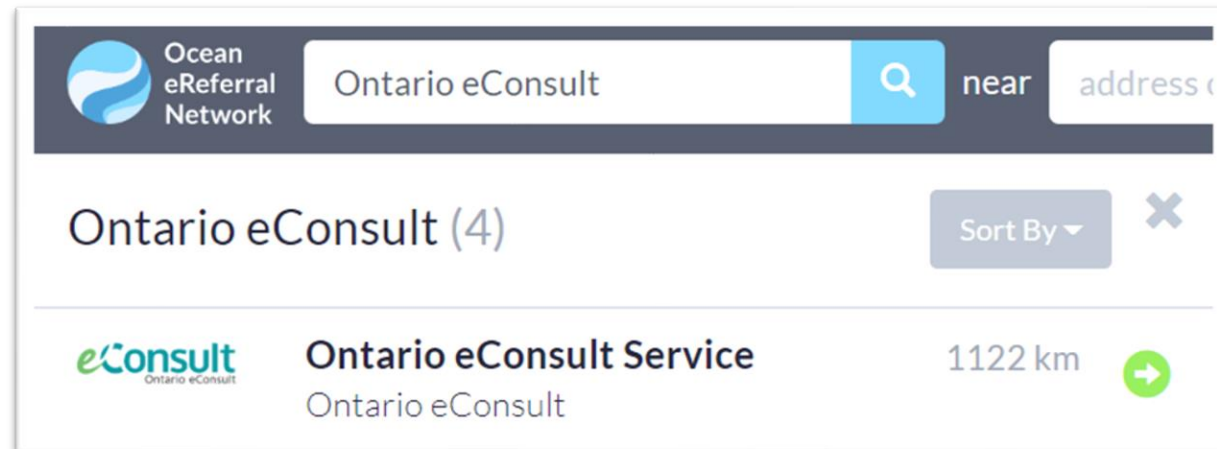 Ocean
eReferral
Network
Ontario eConsult
near
address
Ontario eConsult (4)
Sort By
eConsult
Ontario eConsult
Ontario eConsult Service
1122 km
Ontario eConsult